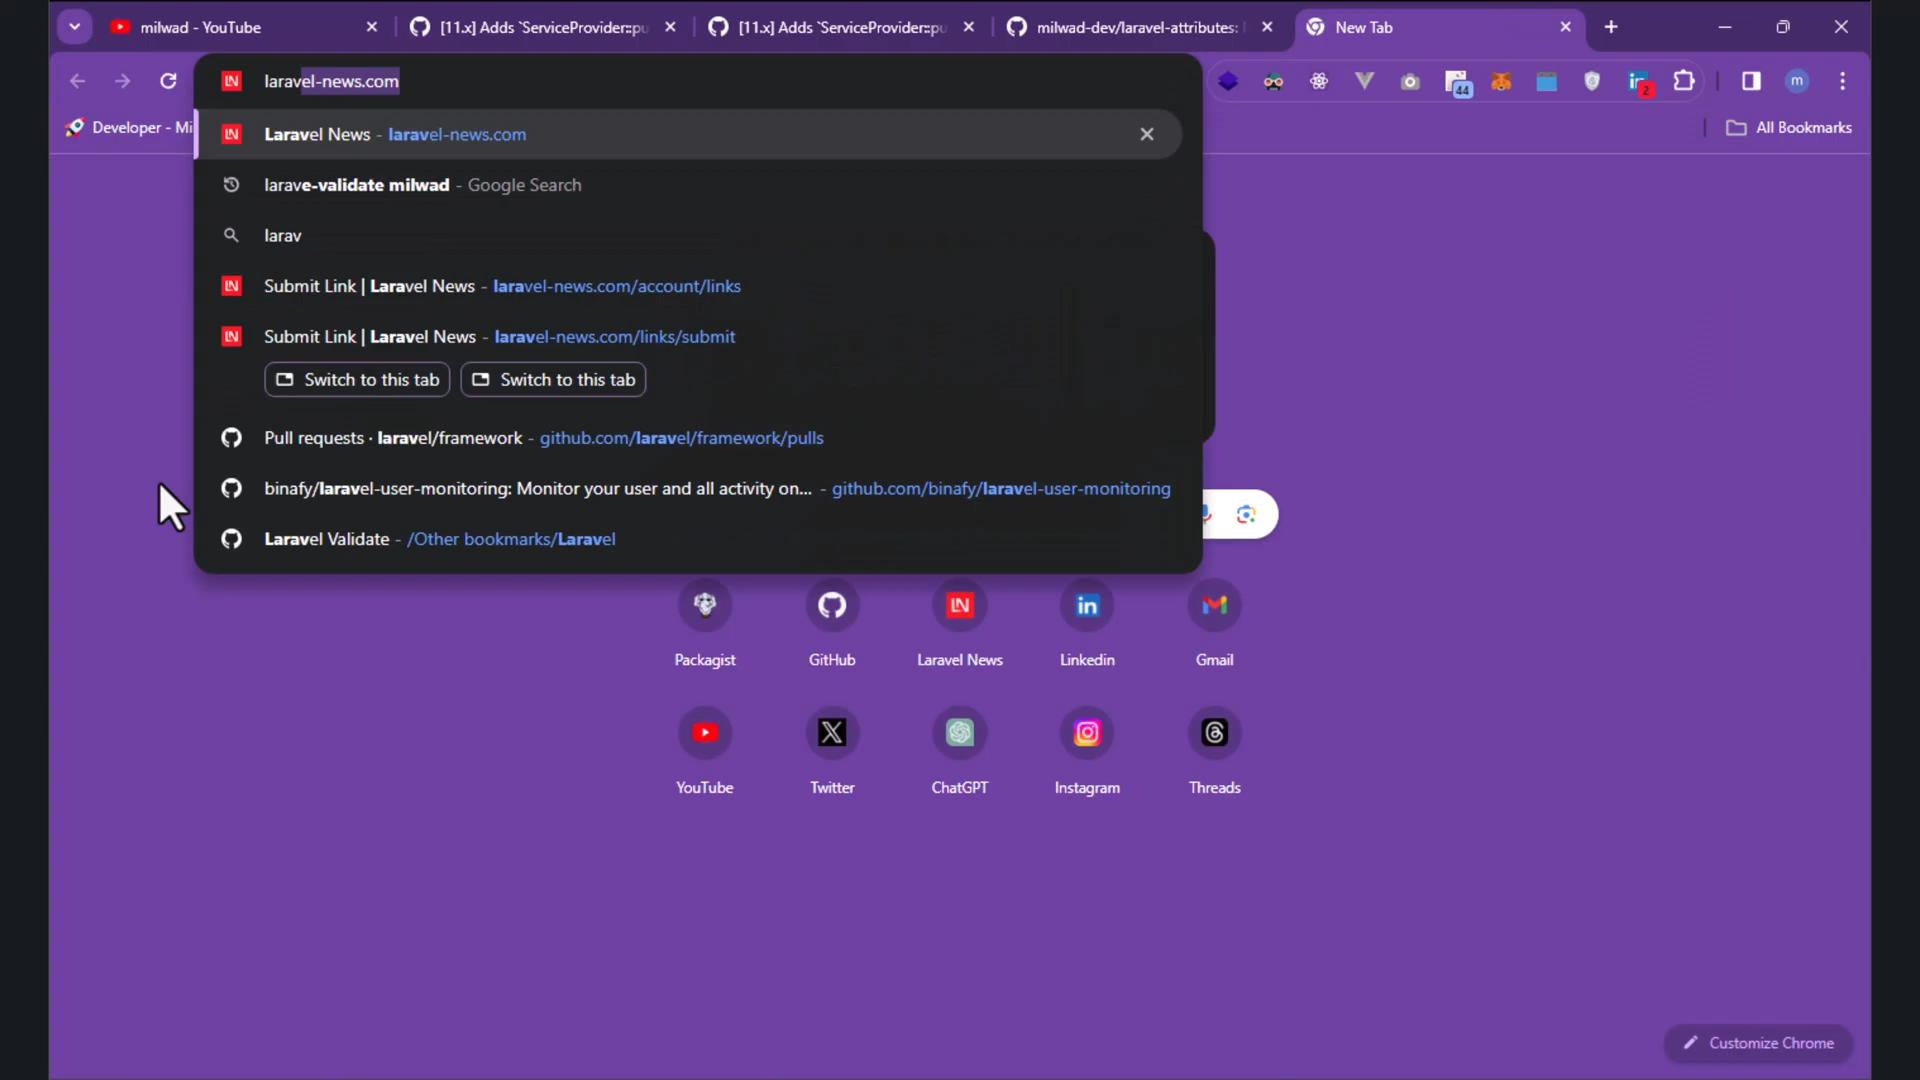 milwad - YouTube
[11.x] Adds `ServiceProvider::pu
[11.x] Adds `ServiceProvider::pu
milwad-dev/laravel-attributes:
New Tab
laravel-news.com
44
2
m
Developer - Mi
All Bookmarks
Laravel News - laravel-news.com
larave-validate milwad - Google Search
larav
Submit Link | Laravel News - laravel-news.com/account/links
Submit Link | Laravel News - laravel-news.com/links/submit
Switch to this tab
Switch to this tab
Pull requests · laravel/framework - github.com/laravel/framework/pulls
binafy/laravel-user-monitoring: Monitor your user and all activity on... - github.com/binafy/laravel-user-monitoring
Laravel Validate - /Other bookmarks/Laravel
Packagist
GitHub
Laravel News
Linkedin
Gmail
YouTube
Twitter
ChatGPT
Instagram
Threads
Customize Chrome